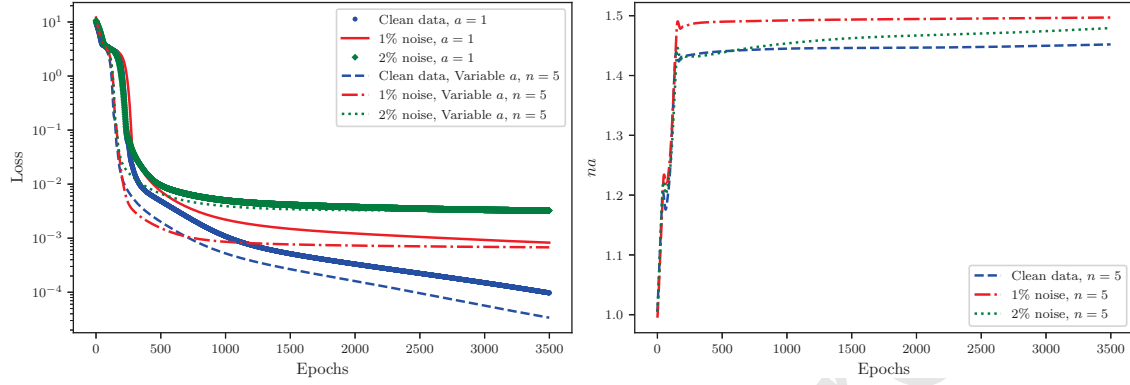 Loss
10^1
10^0
10^{-1}
10^{-2}
10^{-3}
10^{-4}
0 500 1000 1500 2000 2500 3000 3500
Epochs
Clean data, a = 1
1% noise, a = 1
2% noise, a = 1
Clean data, Variable a, n = 5
1% noise, Variable a, n = 5
2% noise, Variable a, n = 5
na
1.5
1.4
1.3
1.2
1.1
1.0
0 500 1000 1500 2000 2500 3000 3500
Epochs
Clean data, n = 5
1% noise, n = 5
2% noise, n = 5